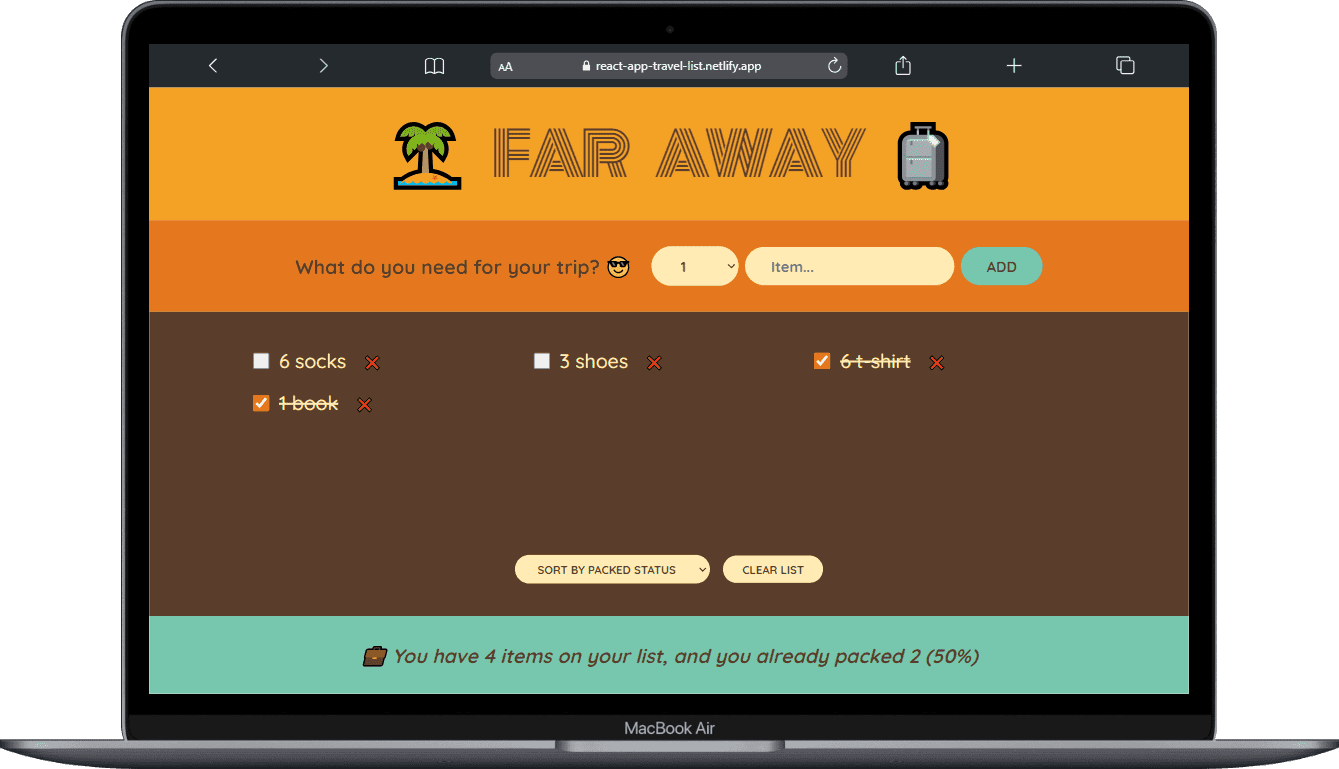 AA react-app-travel-list.netlify.app
FAR AWAY
What do you need for your trip? 1 Item... ADD
6 socks 3 shoes 6 t-shirt
1 book
SORT BY PACKED STATUS CLEAR LIST
You have 4 items on your list, and you already packed 2 (50%)
MacBook Air